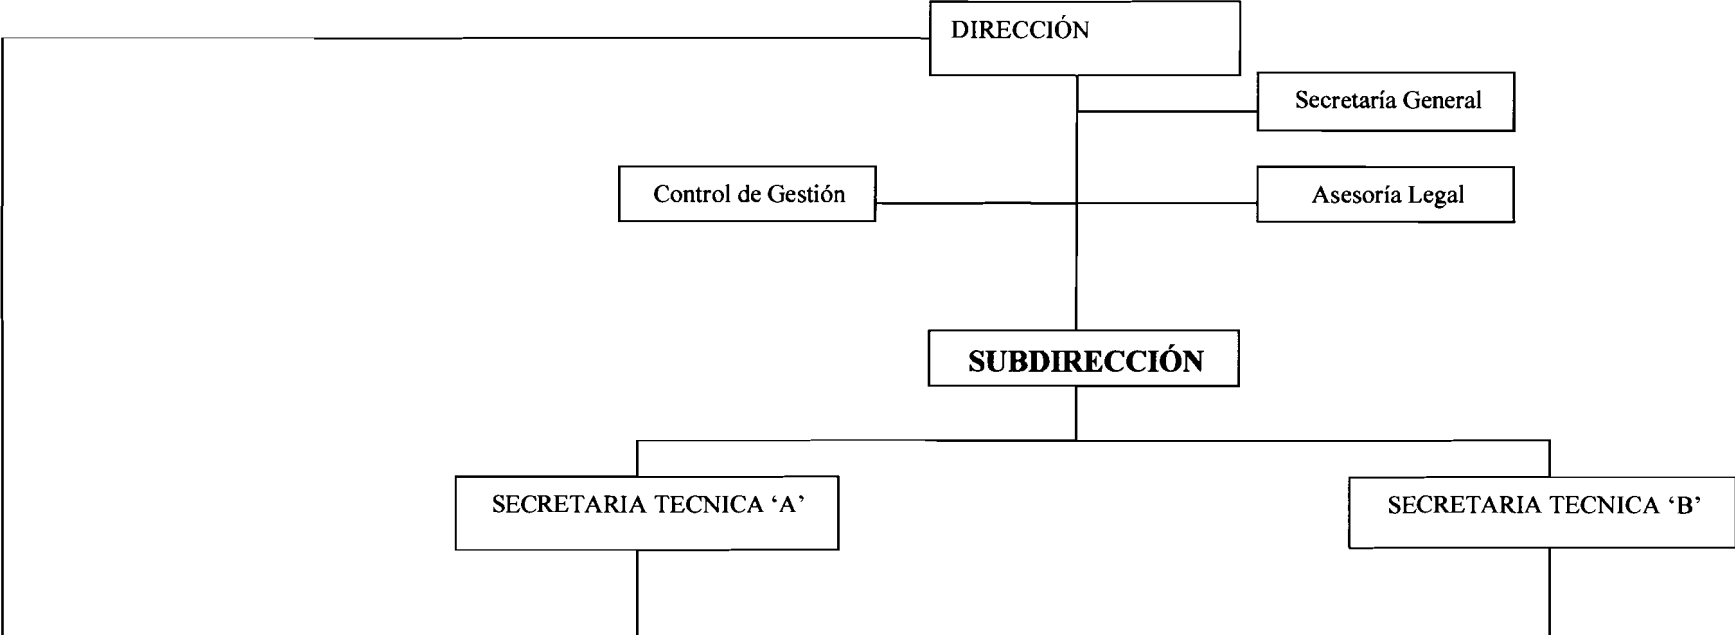 DIRECCIÓN
Secretaría General
Control de Gestión
Asesoría Legal
SUBDIRECCIÓN
SECRETARIA TECNICA ‘A’
SECRETARIA TECNICA ‘B’